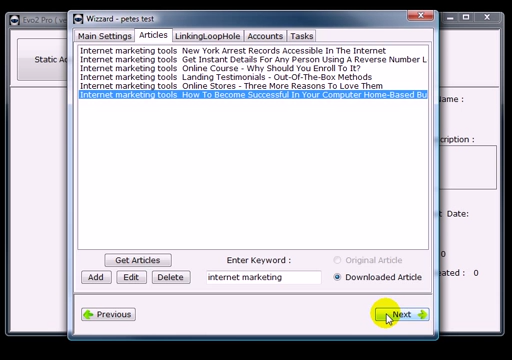 Evo2 Pro ( ve
Wizzard - petes test
Main Settings Articles LinkingLoopHole Accounts Tasks
Static Ac
Internet marketing tools New York Arrest Records Accessible In The Internet
Internet marketing tools Get Instant Details For Any Person Using A Reverse Number L
Internet marketing tools Online Course - Why Should You Enroll To It?
Internet marketing tools Landing Testimonials - Out-Of-The-Box Methods
Internet marketing tools Online Stores - Three More Reasons To Love Them
Internet marketing tools How To Become Successful In Your Computer Home-Based Bu
ame :
cription :
t Date:
0
ated : 0
Get Articles Enter Keyword : Original Article
Add Edit Delete internet marketing Downloaded Article
Previous Next